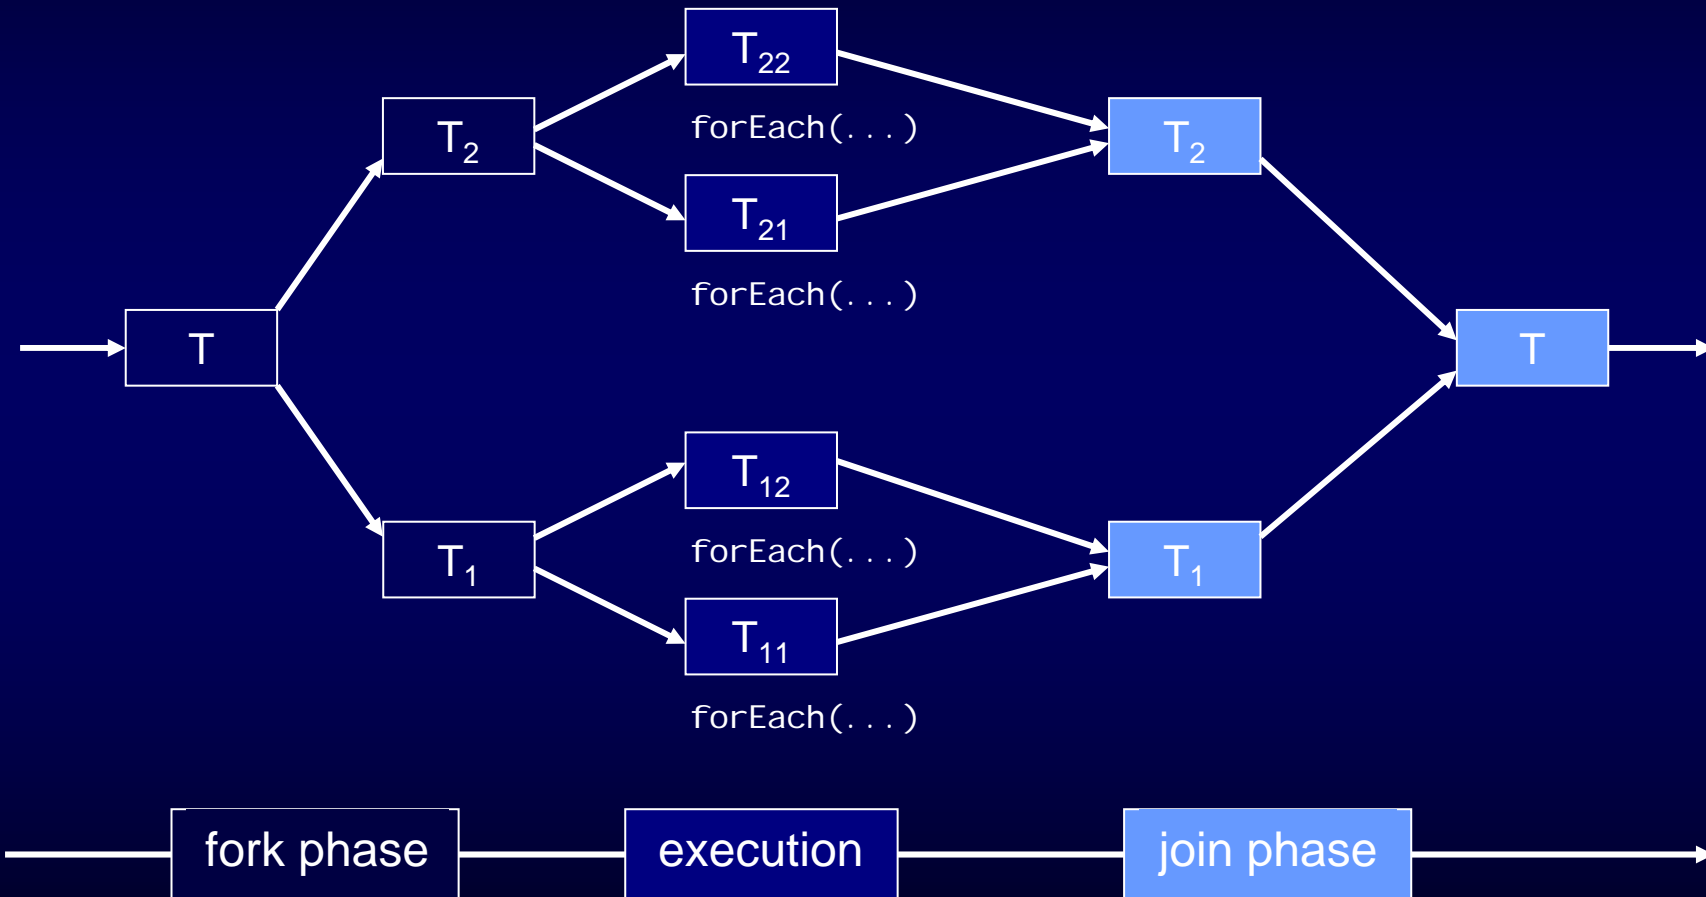 T₂₂
forEach(...)
T₂
T₂
T₂₁
forEach(...)
T
T
T₁₂
forEach(...)
T₁
T₁
T₁₁
forEach(...)
fork phase
execution
join phase